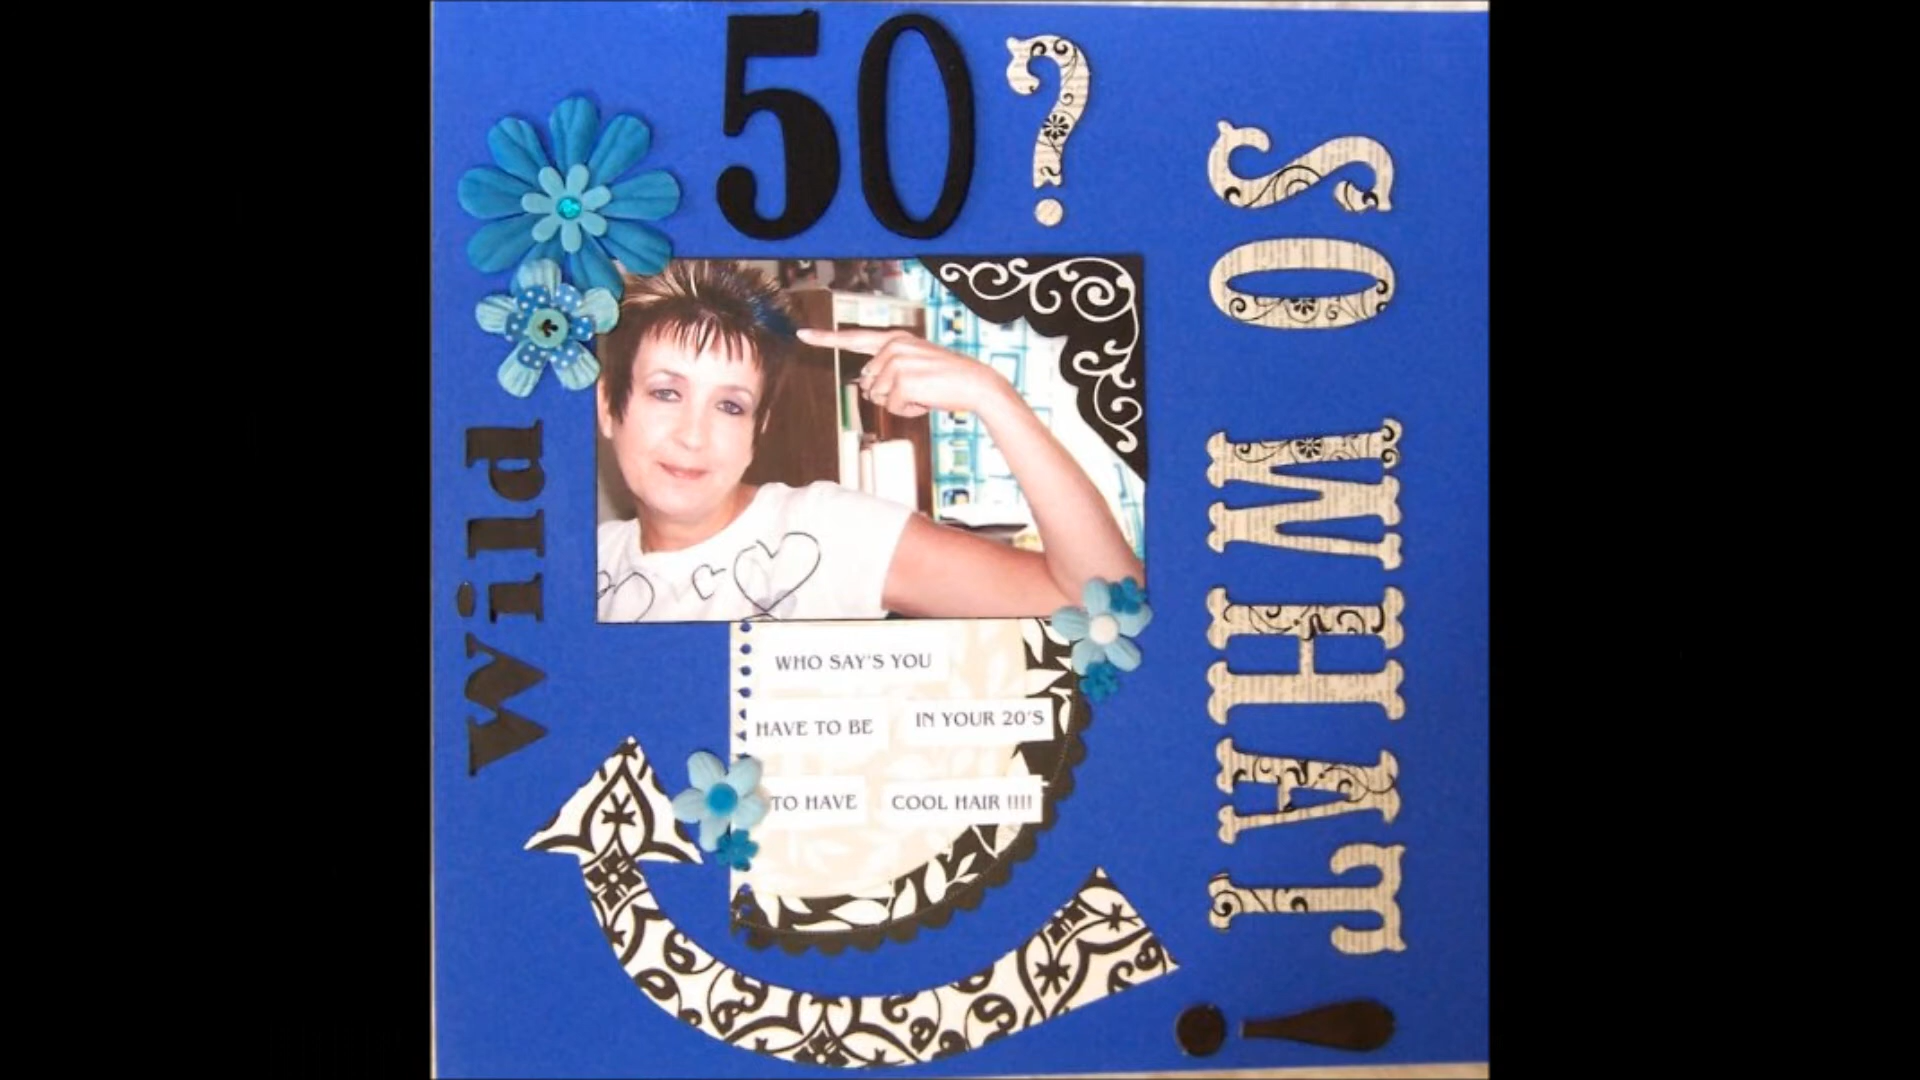 50?
SO WHAT!
wild
WHO SAY'S YOU
HAVE TO BE IN YOUR 20'S
TO HAVE COOL HAIR !!!!